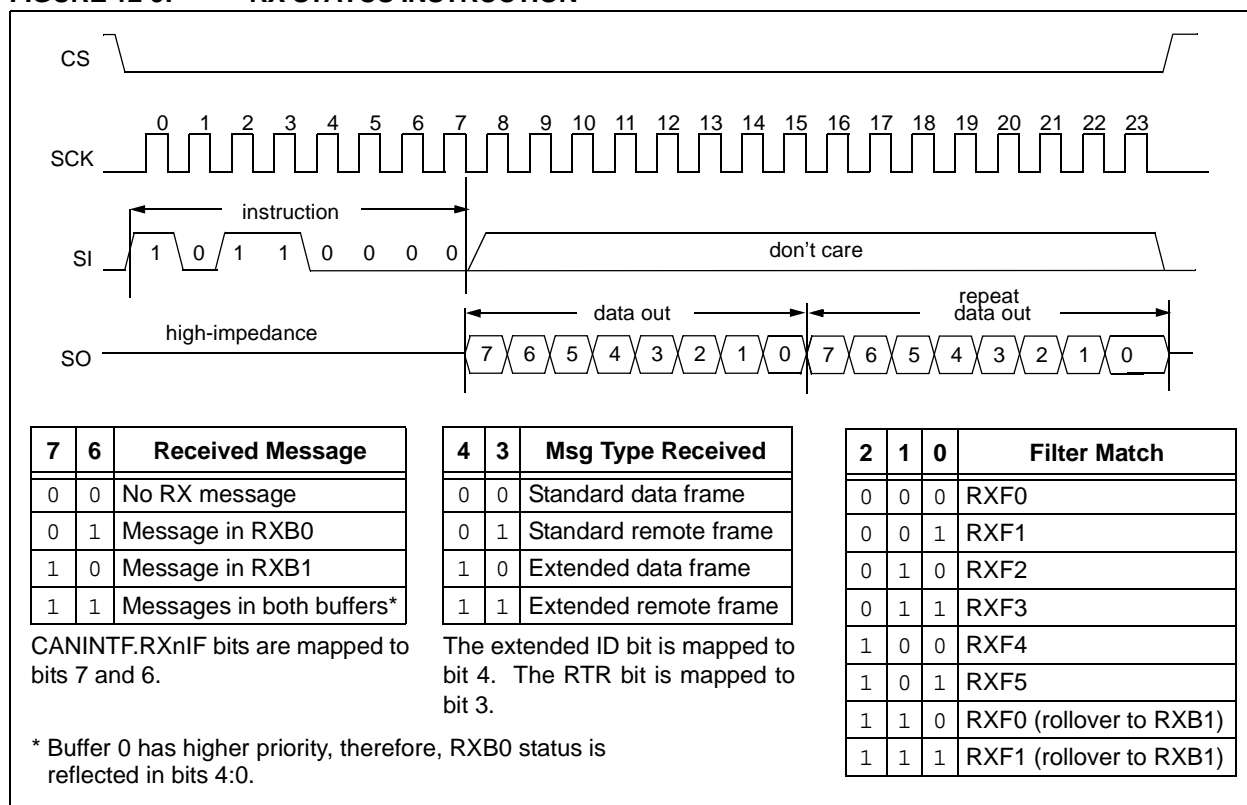 CS
0 1 2 3 4 5 6 7 8 9 10 11 12 13 14 15 16 17 18 19 20 21 22 23
SCK
instruction
SI 1 0 1 1 0 0 0 0 don't care
repeat
data out data out
high-impedance
SO 7 6 5 4 3 2 1 0 7 6 5 4 3 2 1 0
7 6 Received Message
0 0 No RX message
0 1 Message in RXB0
1 0 Message in RXB1
1 1 Messages in both buffers*
CANINTF.RXnIF bits are mapped to
bits 7 and 6.
4 3 Msg Type Received
0 0 Standard data frame
0 1 Standard remote frame
1 0 Extended data frame
1 1 Extended remote frame
The extended ID bit is mapped to
bit 4. The RTR bit is mapped to
bit 3.
2 1 0 Filter Match
0 0 0 RXF0
0 0 1 RXF1
0 1 0 RXF2
0 1 1 RXF3
1 0 0 RXF4
1 0 1 RXF5
1 1 0 RXF0 (rollover to RXB1)
1 1 1 RXF1 (rollover to RXB1)
* Buffer 0 has higher priority, therefore, RXB0 status is
reflected in bits 4:0.